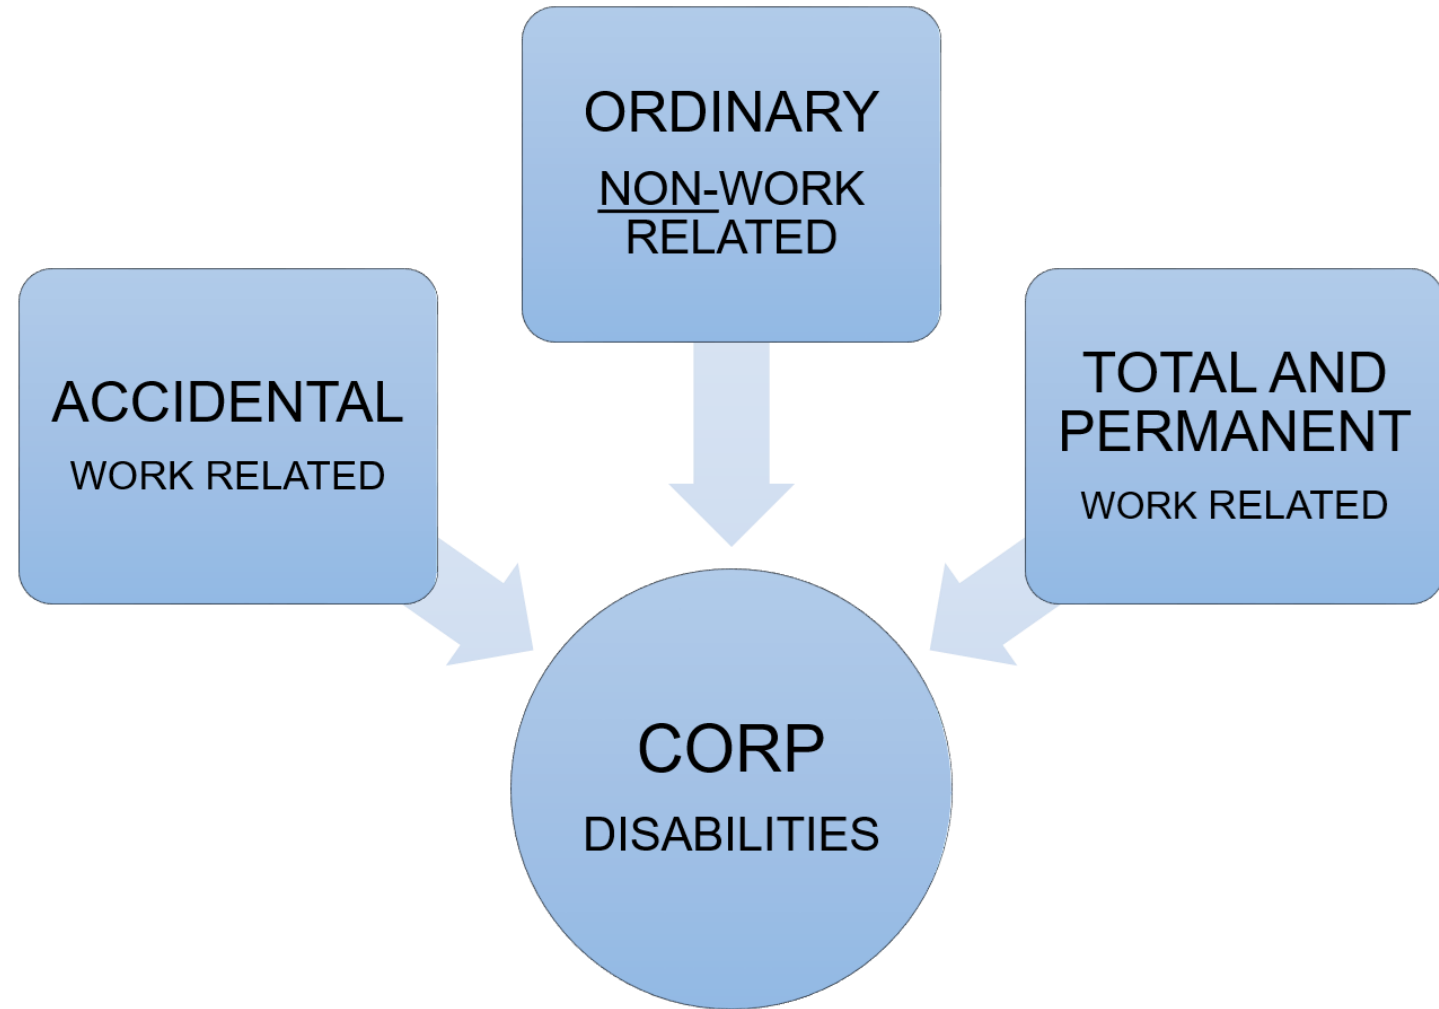 ORDINARY
NON-WORK
RELATED
ACCIDENTAL
WORK RELATED
TOTAL AND
PERMANENT
WORK RELATED
CORP
DISABILITIES